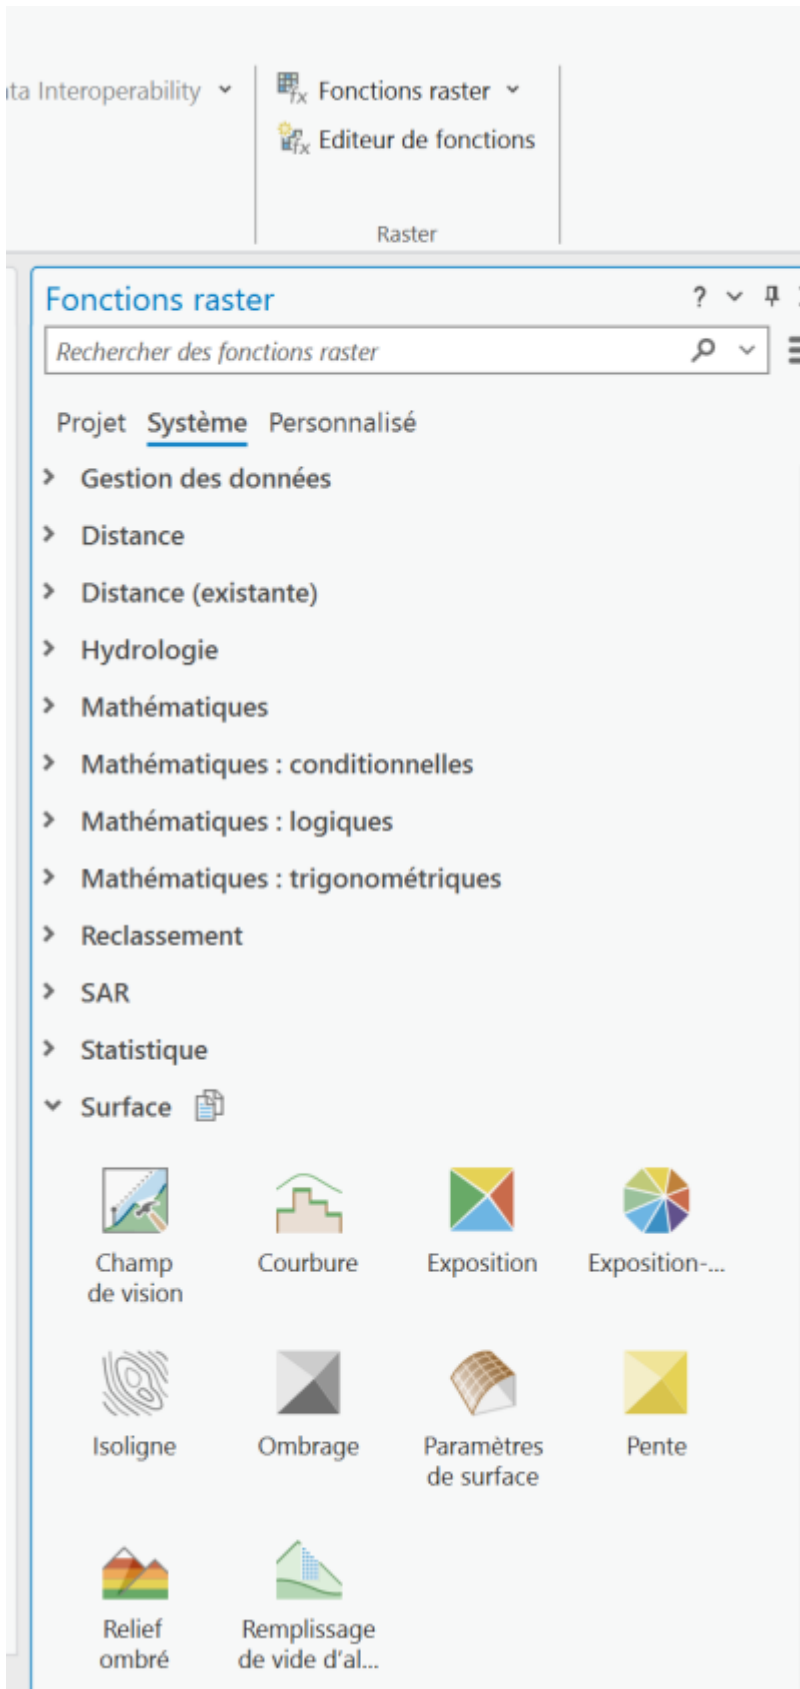 ta Interoperability
Fonctions raster
Editeur de fonctions
Raster
Fonctions raster
Rechercher des fonctions raster
Projet Système Personnalisé
Gestion des données
Distance
Distance (existante)
Hydrologie
Mathématiques
Mathématiques : conditionnelles
Mathématiques : logiques
Mathématiques : trigonométriques
Reclassement
SAR
Statistique
Surface
Champ
de vision
Courbure
Exposition
Exposition-...
Isoligne
Ombrage
Paramètres
de surface
Pente
Relief
ombré
Remplissage
de vide d'al...